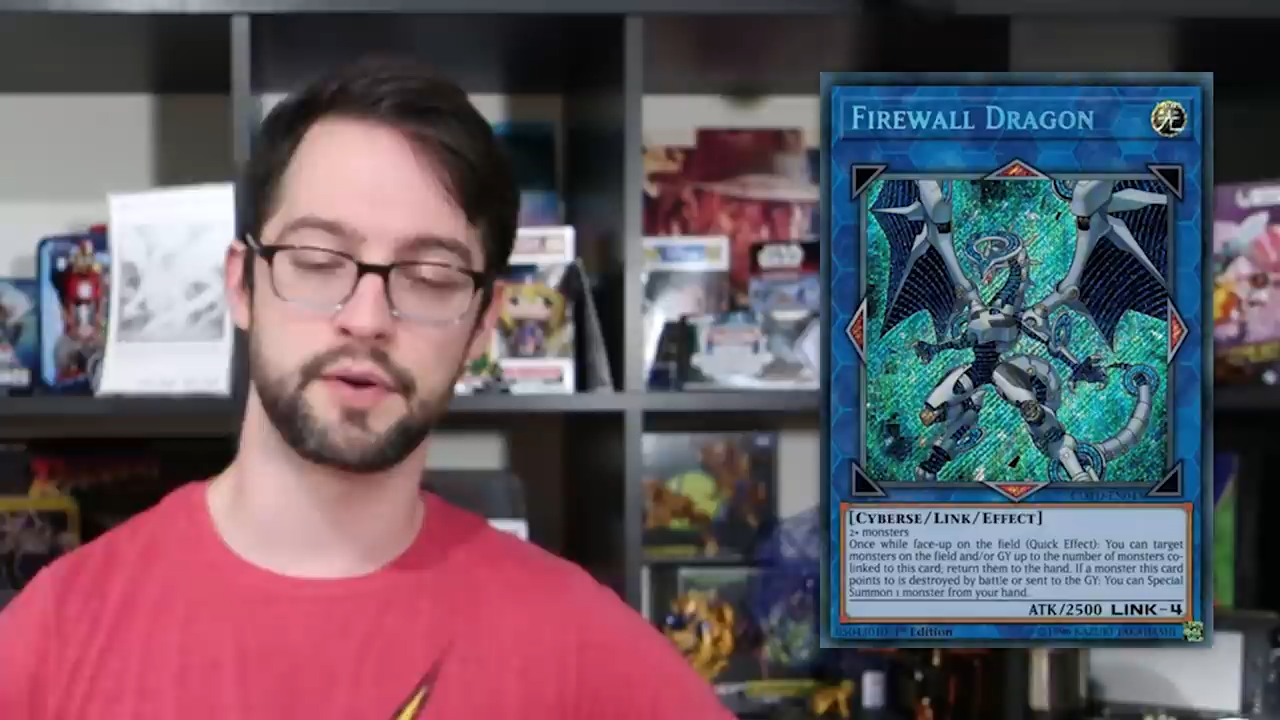 FIREWALL DRAGON
[CYBERSE/LINK/EFFECT]
2+ monsters
Once while face-up on the field (Quick Effect): You can target
monsters on the field and/or GY up to the number of monsters co-
linked to this card; return them to the hand. If a monster this card
points to is destroyed by battle or sent to the GY: You can Special
Summon 1 monster from your hand.
ATK/2500 LINK-4
1st Edition